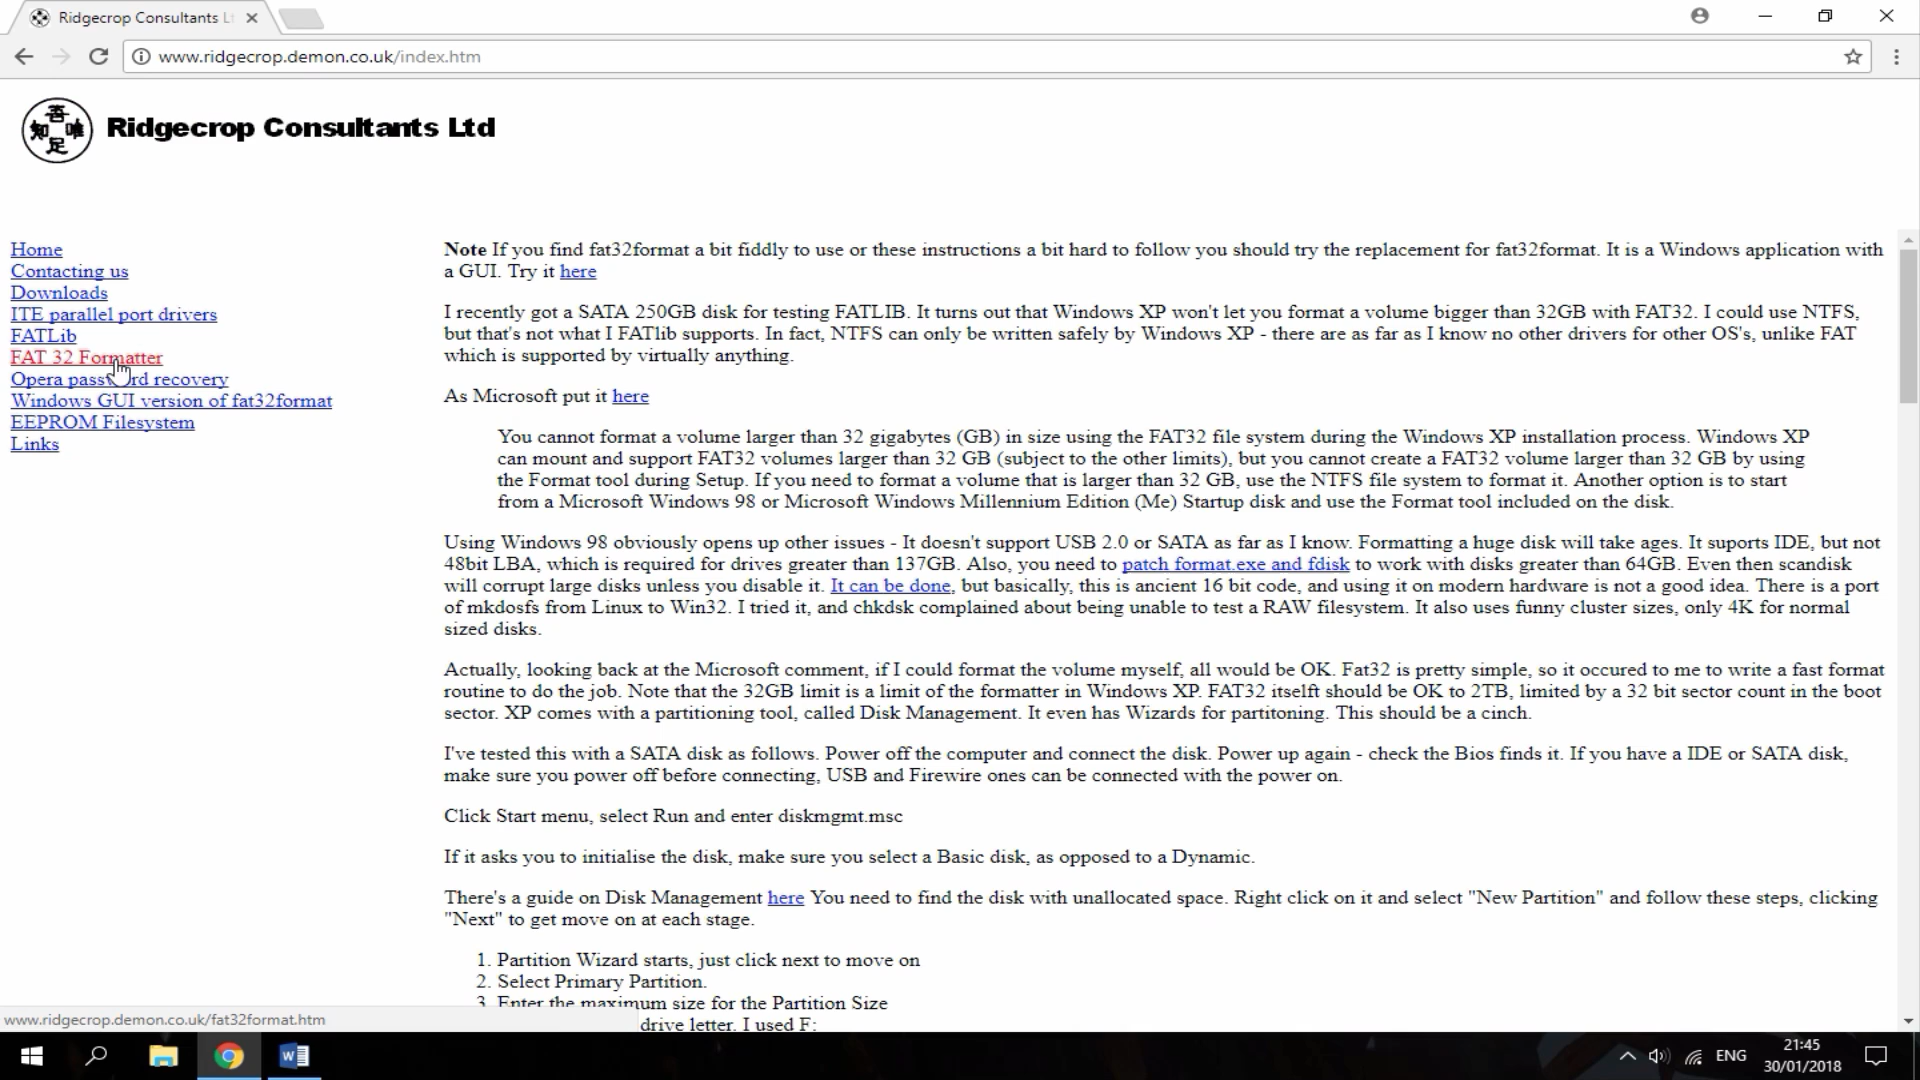 Ridgecrop Consultants Lt
www.ridgecrop.demon.co.uk/index.htm
吾唯足知
Ridgecrop Consultants Ltd
Home
Contacting us
Downloads
ITE parallel port drivers
FATLib
FAT 32 Formatter
Opera password recovery
Windows GUI version of fat32format
EEPROM Filesystem
Links
Note If you find fat32format a bit fiddly to use or these instructions a bit hard to follow you should try the replacement for fat32format. It is a Windows application with
a GUI. Try it here
I recently got a SATA 250GB disk for testing FATLIB. It turns out that Windows XP won't let you format a volume bigger than 32GB with FAT32. I could use NTFS,
but that's not what I FATlib supports. In fact, NTFS can only be written safely by Windows XP - there are as far as I know no other drivers for other OS's, unlike FAT
which is supported by virtually anything.
As Microsoft put it here
You cannot format a volume larger than 32 gigabytes (GB) in size using the FAT32 file system during the Windows XP installation process. Windows XP
can mount and support FAT32 volumes larger than 32 GB (subject to the other limits), but you cannot create a FAT32 volume larger than 32 GB by using
the Format tool during Setup. If you need to format a volume that is larger than 32 GB, use the NTFS file system to format it. Another option is to start
from a Microsoft Windows 98 or Microsoft Windows Millennium Edition (Me) Startup disk and use the Format tool included on the disk.
Using Windows 98 obviously opens up other issues - It doesn't support USB 2.0 or SATA as far as I know. Formatting a huge disk will take ages. It suports IDE, but not
48bit LBA, which is required for drives greater than 137GB. Also, you need to patch format.exe and fdisk to work with disks greater than 64GB. Even then scandisk
will corrupt large disks unless you disable it. It can be done, but basically, this is ancient 16 bit code, and using it on modern hardware is not a good idea. There is a port
of mkdosfs from Linux to Win32. I tried it, and chkdsk complained about being unable to test a RAW filesystem. It also uses funny cluster sizes, only 4K for normal
sized disks.
Actually, looking back at the Microsoft comment, if I could format the volume myself, all would be OK. Fat32 is pretty simple, so it occured to me to write a fast format
routine to do the job. Note that the 32GB limit is a limit of the formatter in Windows XP. FAT32 itselft should be OK to 2TB, limited by a 32 bit sector count in the boot
sector. XP comes with a partitioning tool, called Disk Management. It even has Wizards for partitoning. This should be a cinch.
I've tested this with a SATA disk as follows. Power off the computer and connect the disk. Power up again - check the Bios finds it. If you have a IDE or SATA disk,
make sure you power off before connecting, USB and Firewire ones can be connected with the power on.
Click Start menu, select Run and enter diskmgmt.msc
If it asks you to initialise the disk, make sure you select a Basic disk, as opposed to a Dynamic.
There's a guide on Disk Management here You need to find the disk with unallocated space. Right click on it and select "New Partition" and follow these steps, clicking
"Next" to get move on at each stage.
1. Partition Wizard starts, just click next to move on
2. Select Primary Partition.
3. Enter the maximum size for the Partition Size
drive letter. I used F:
www.ridgecrop.demon.co.uk/fat32format.htm
ENG
21:45
30/01/2018